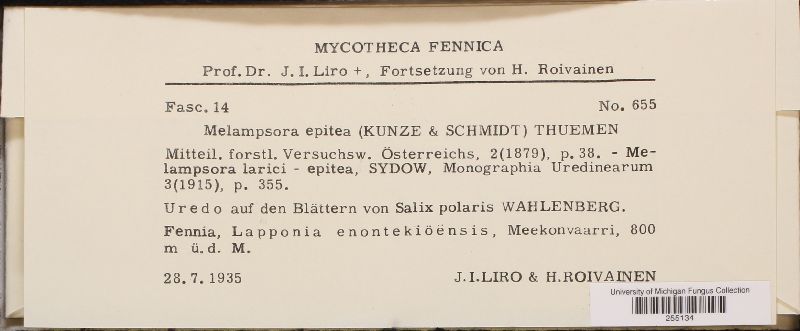 MYCOTHECA FENNICA
Prof. Dr. J. I. Liro +, Fortsetzung von H. Roivainen
Fasc. 14 No. 655
Melampsora epitea (KUNZE & SCHMIDT) THUEMEN
Mitteil. forstl. Versuchsw. Österreichs, 2(1879), p. 38. - Me-
lampsora larici - epitea, SYDOW, Monographia Uredinearum
3(1915), p. 355.
Uredo auf den Blättern von Salix polaris WAHLENBERG.
Fennia, Lapponia enontekiöënsis, Meekonvaarri, 800
m ü. d. M.
28. 7. 1935 J. I. LIRO & H. ROIVAINEN
University of Michigan Fungus Collection
255134